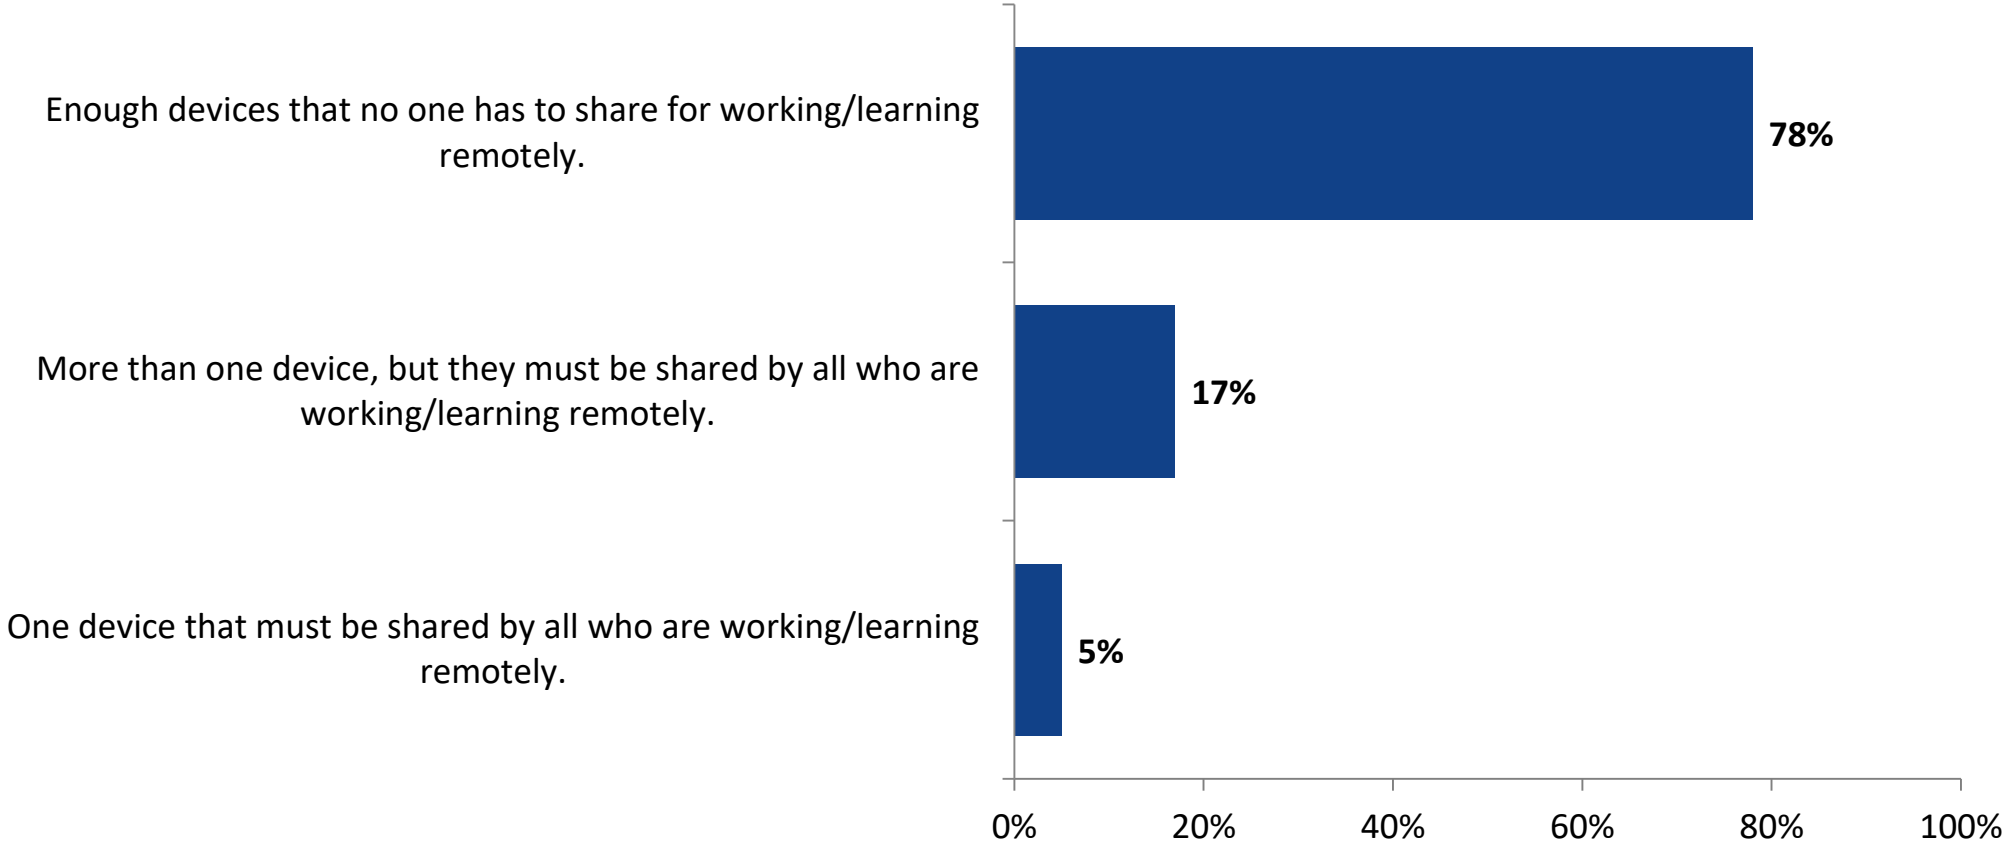 Enough devices that no one has to share for working/learning
remotely.
78%
More than one device, but they must be shared by all who are
working/learning remotely.
17%
One device that must be shared by all who are working/learning
remotely.
5%
0% 20% 40% 60% 80% 100%